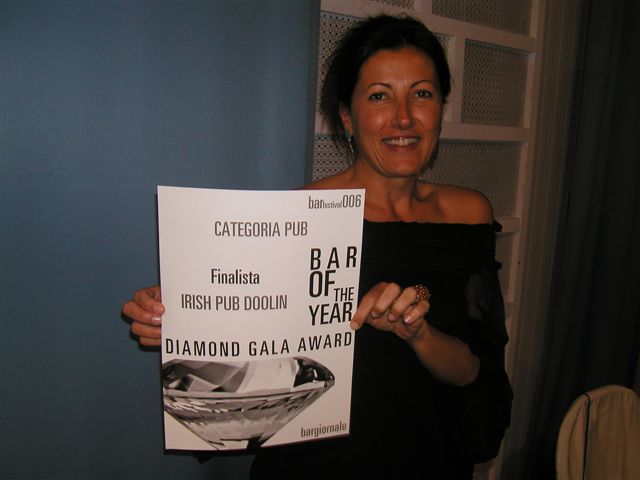 barfestival006
CATEGORIA PUB
Finalista
IRISH PUB DOOLIN
BAR
OF THE
YEAR
DIAMOND GALA AWARD
bargiornale